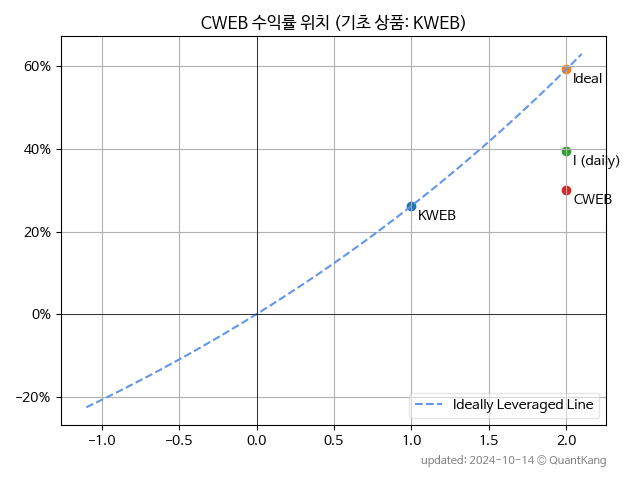 CWEB 수익률 위치 (기초 상품: KWEB)
60%
40%
20%
0%
−20%
Ideal
I (daily)
CWEB
KWEB
Ideally Leveraged Line
−1.0 −0.5 0.0 0.5 1.0 1.5 2.0
updated: 2024-10-14 © QuantKang